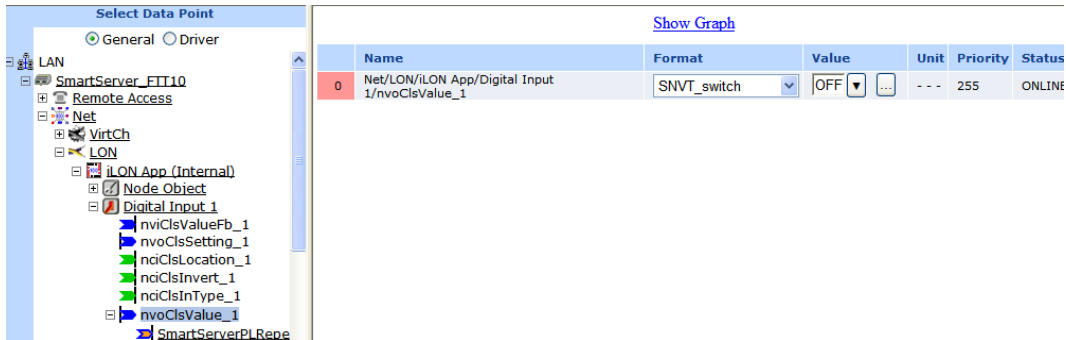 Select Data Point
General Driver
LAN
SmartServer_FTT10
Remote Access
Net
VirtCh
LON
iLON App (Internal)
Node Object
Digital Input 1
nviClsValueFb_1
nvoClsSetting_1
nciClsLocation_1
nciClsInvert_1
nciClsInType_1
nvoClsValue_1
SmartServerPLRepe
Show Graph
Name Format Value Unit Priority Status
0 Net/LON/iLON App/Digital Input 1/nvoClsValue_1 SNVT_switch OFF ... - - - 255 ONLINE